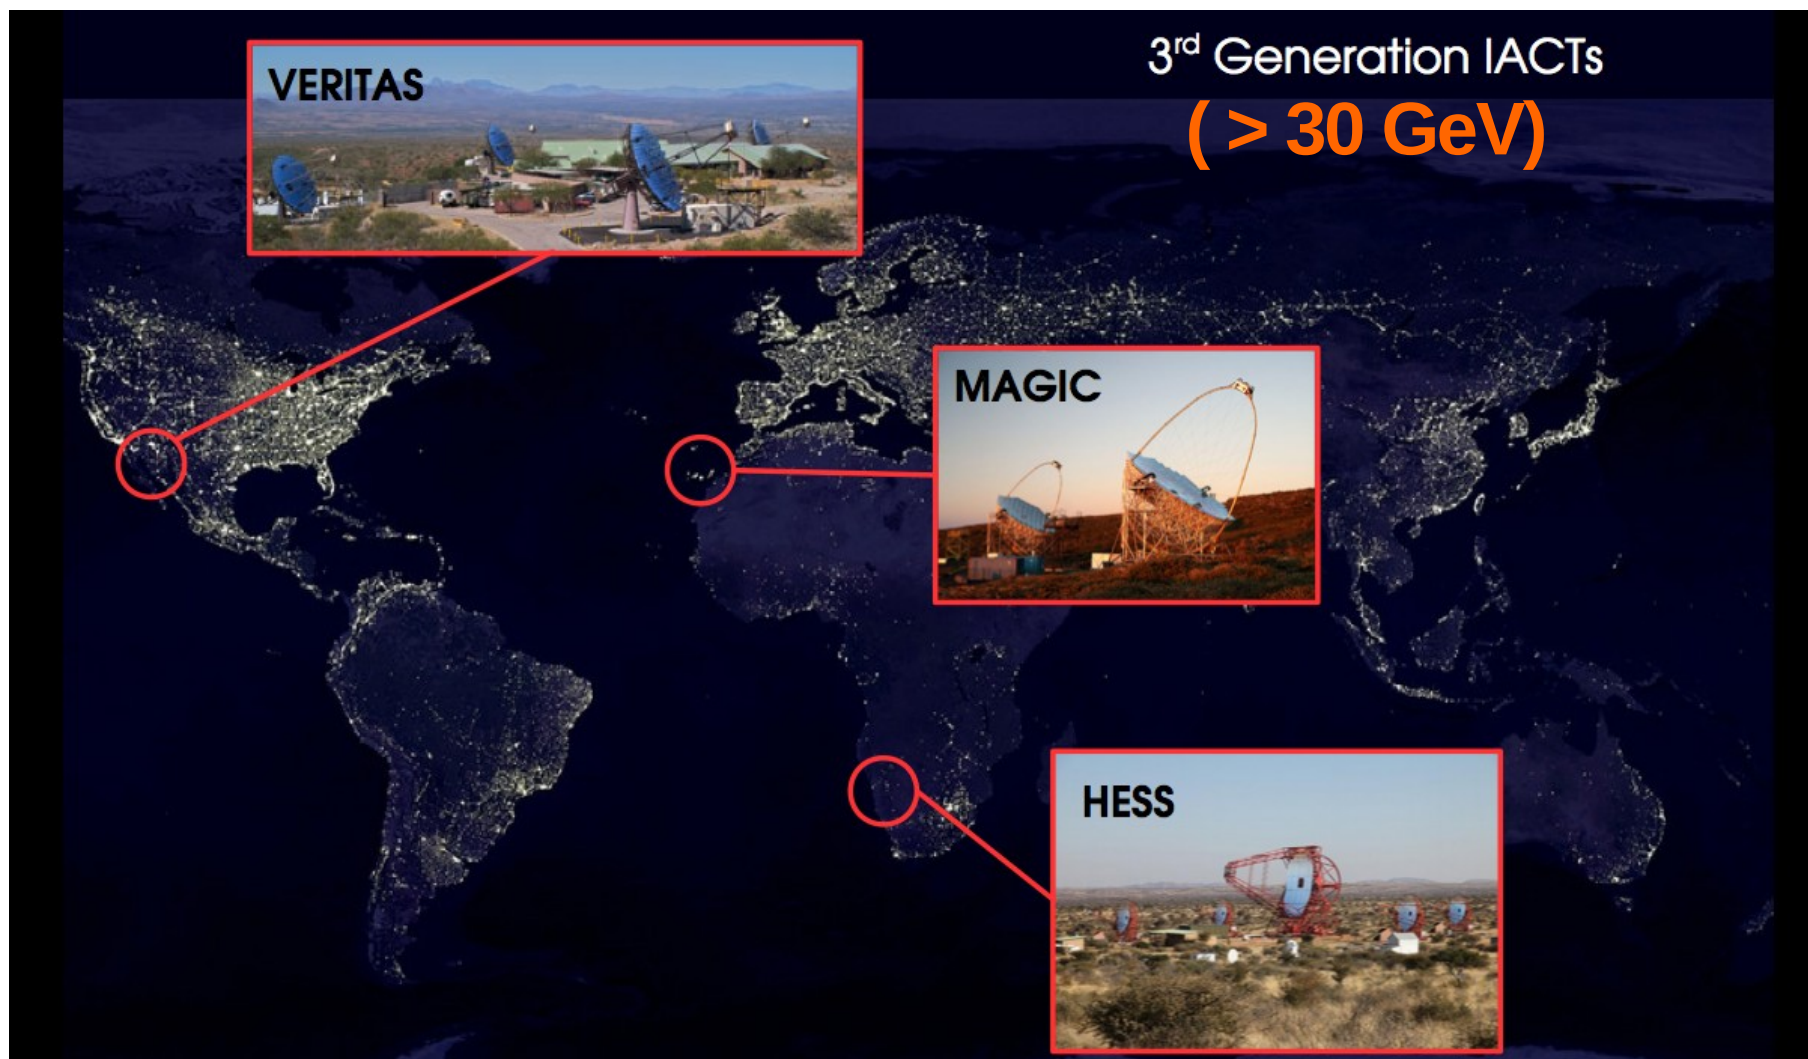 3rd Generation IACTs
( > 30 GeV)
VERITAS
MAGIC
HESS